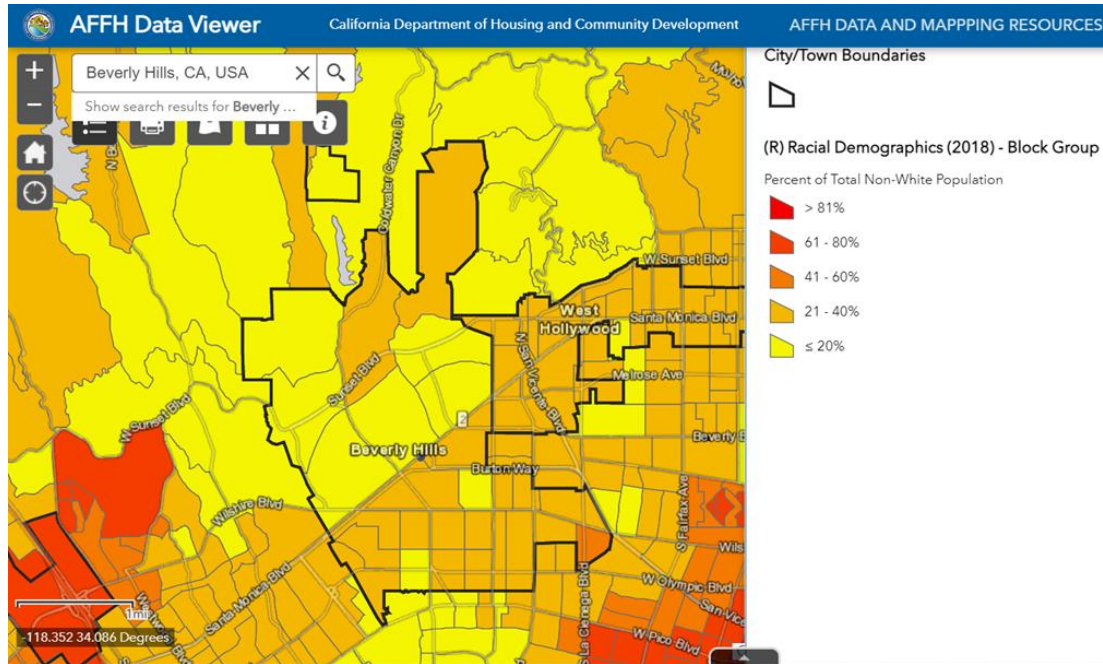 AFFH Data Viewer
California Department of Housing and Community Development
AFFH DATA AND MAPPPING RESOURCES
+
−
Beverly Hills, CA, USA
Show search results for Beverly ...
Coldwater Canyon Dr
W Sunset Blvd
West
Hollywood
Santa Monica Blvd
N San Vicente Blvd
Melrose Ave
Sunset Blvd
2
W Sunset Blvd
Beverly Hills
Burton Way
Wilshire Blvd
S Fairfax Ave
W Olympic Blvd
San Vice
Santa Monica Blvd
S La Cienega Blvd
W Pico Blvd
1mi
-118.352 34.086 Degrees
City/Town Boundaries
(R) Racial Demographics (2018) - Block Group
Percent of Total Non-White Population
> 81%
61 - 80%
41 - 60%
21 - 40%
≤ 20%